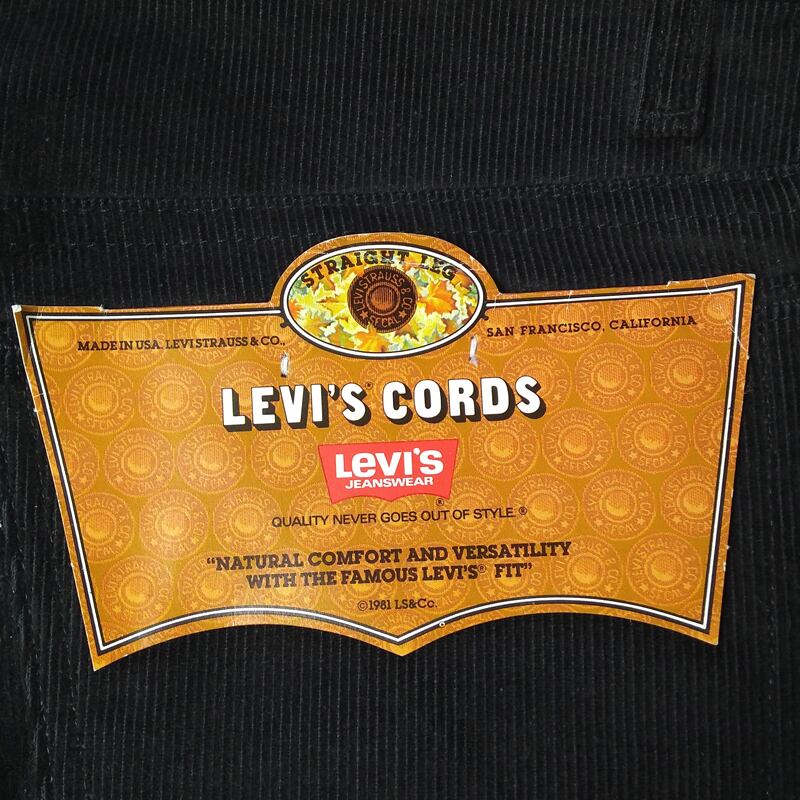 STRAIGHT LEG
LEVI STRAUSS & CO.
S.F. CAL.
MADE IN USA. LEVI STRAUSS & CO.,
SAN FRANCISCO, CALIFORNIA
LEVI'S® CORDS
LEVI'S
JEANSWEAR
®
QUALITY NEVER GOES OUT OF STYLE.®
“NATURAL COMFORT AND VERSATILITY
WITH THE FAMOUS LEVI'S® FIT”
©1981 LS&Co.